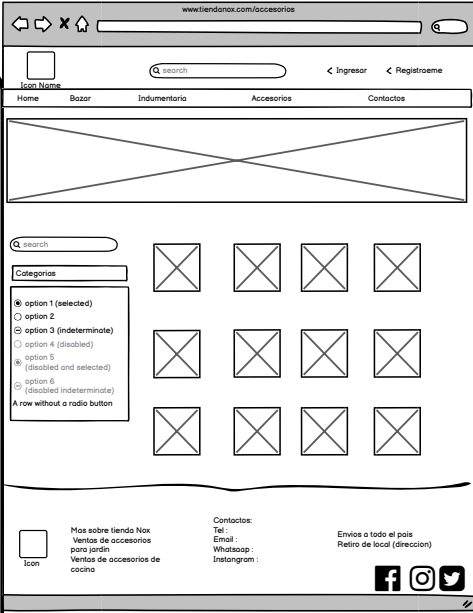 www.tiendanox.com/accesorios
search
Ingresar
Registroeme
Icon Name
Home Bazar Indumentaria Accesorios Contactos
search
Categorias
option 1 (selected)
option 2
option 3 (indeterminate)
option 4 (disabled)
option 5
(disabled and selected)
option 6
(disabled indeterminate)
A row without a radio button
Icon
Mas sobre tienda Nox
Ventas de accesorios
para jardin
Ventas de accesorios de
cocina
Contactos:
Tel :
Email :
Whatsaap :
Instangram :
Envios a todo el pais
Retiro de local (direccion)